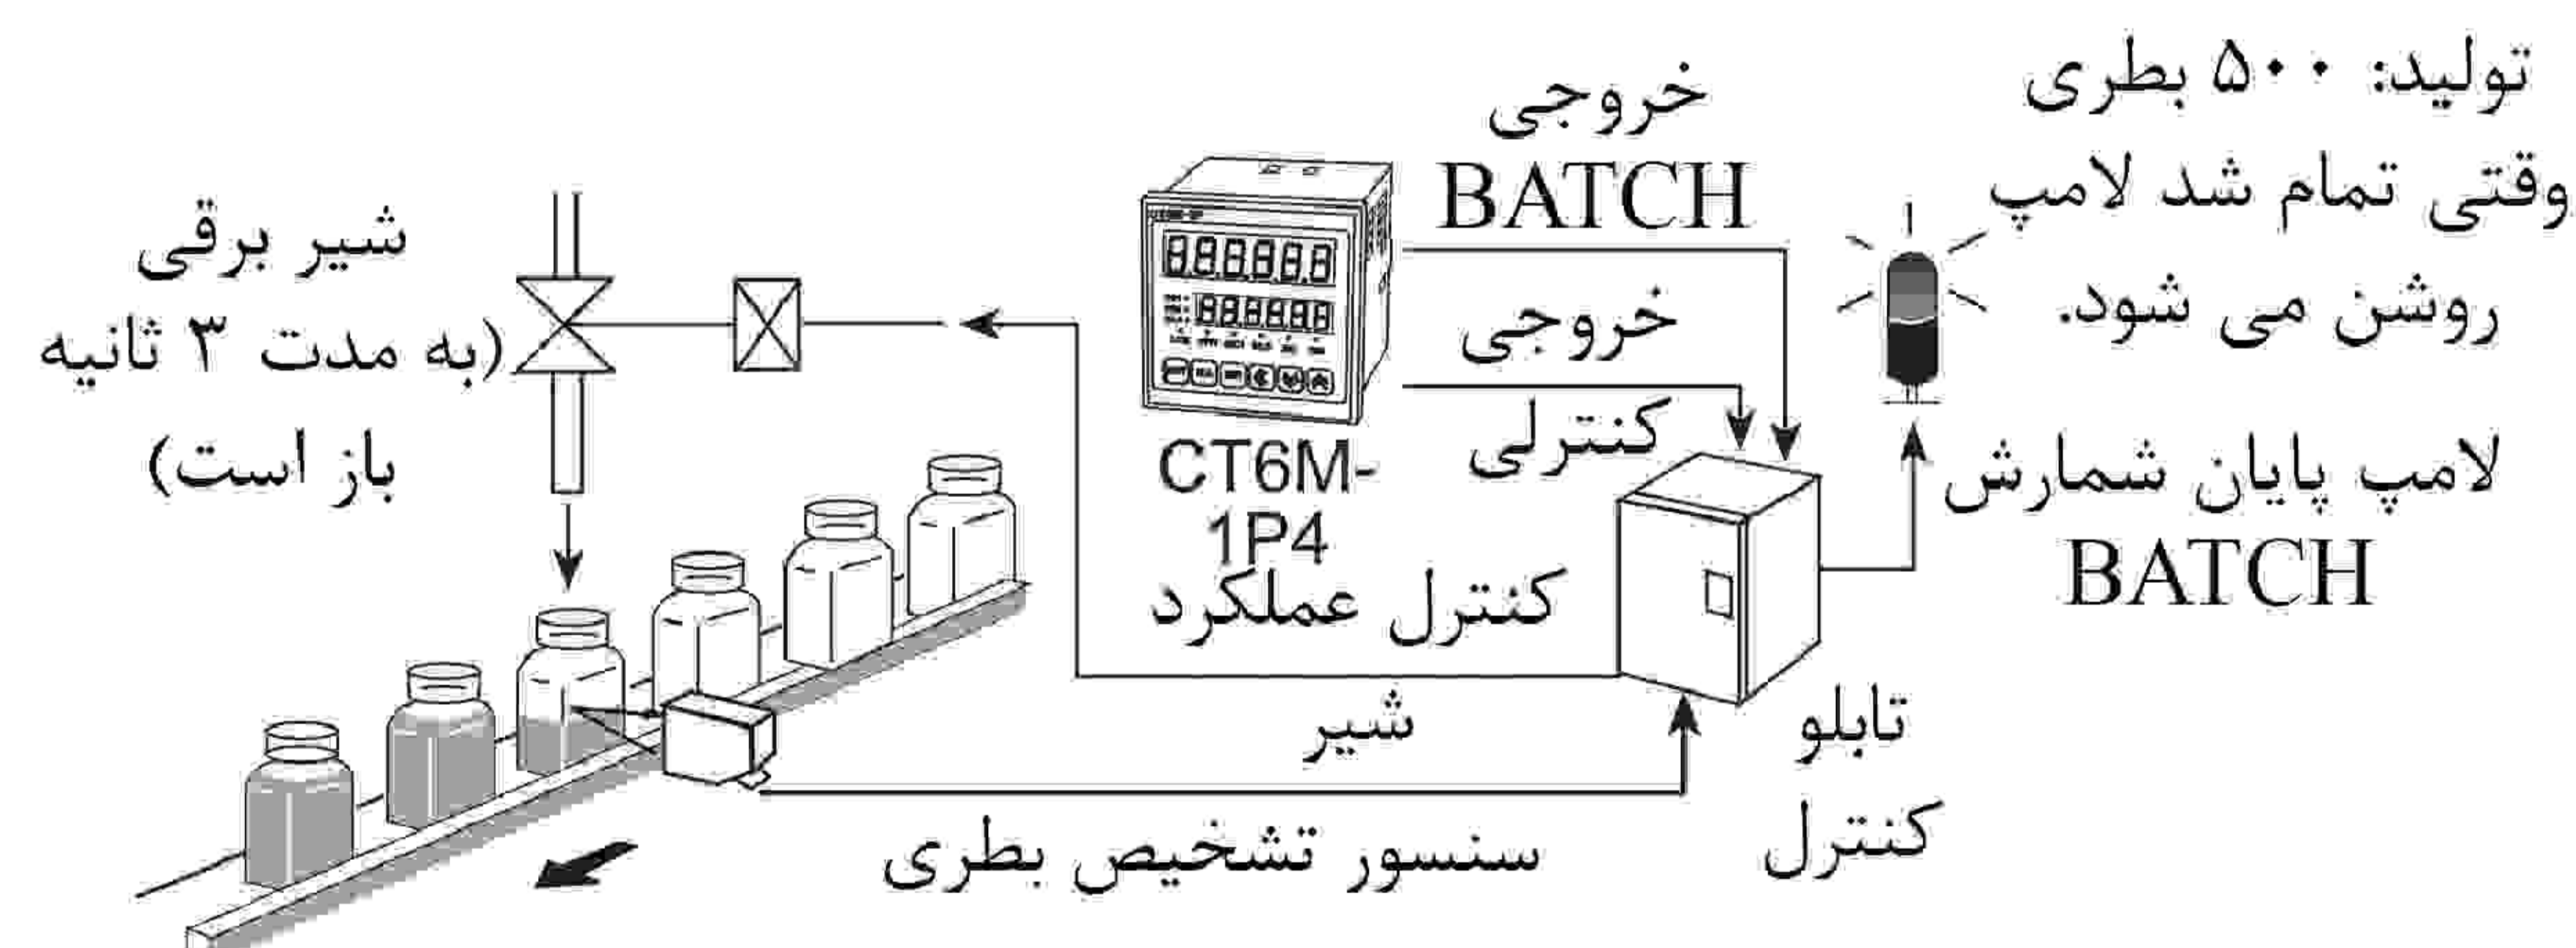 تولید: ۵۰۰ بطری
وقتی تمام شد لامپ
روشن می شود.
لامپ پایان شمارش
BATCH
خروجی
BATCH
خروجی
کنترلی
CT6M-
1P4
شیر برقی
(به مدت ۳ ثانیه
باز است)
کنترل عملکرد
شیر
تابلو
کنترل
سنسور تشخیص بطری